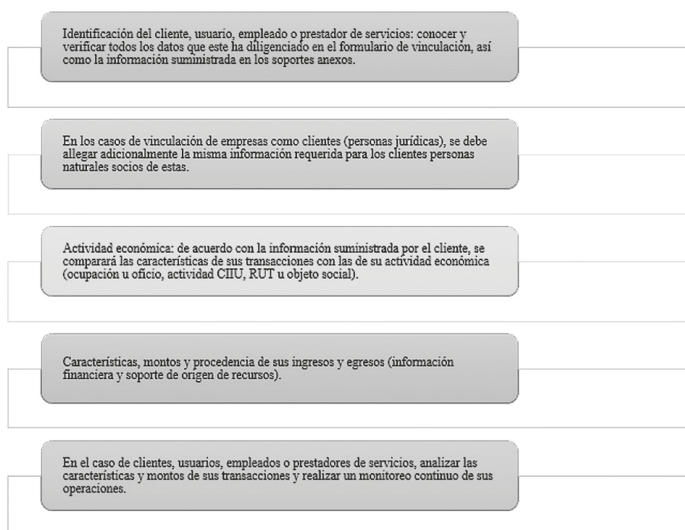 Identificación del cliente, usuario, empleado o prestador de servicios: conocer y
verificar todos los datos que este ha diligenciado en el formulario de vinculación, así
como la información suministrada en los soportes anexos.
En los casos de vinculación de empresas como clientes (personas jurídicas), se debe
allegar adicionalmente la misma información requerida para los clientes personas
naturales socios de estas.
Actividad económica: de acuerdo con la información suministrada por el cliente, se
comparará las características de sus transacciones con las de su actividad económica
(ocupación u oficio, actividad CIIU, RUT u objeto social).
Características, montos y procedencia de sus ingresos y egresos (información
financiera y soporte de origen de recursos).
En el caso de clientes, usuarios, empleados o prestadores de servicios, analizar las
características y montos de sus transacciones y realizar un monitoreo continuo de sus
operaciones.